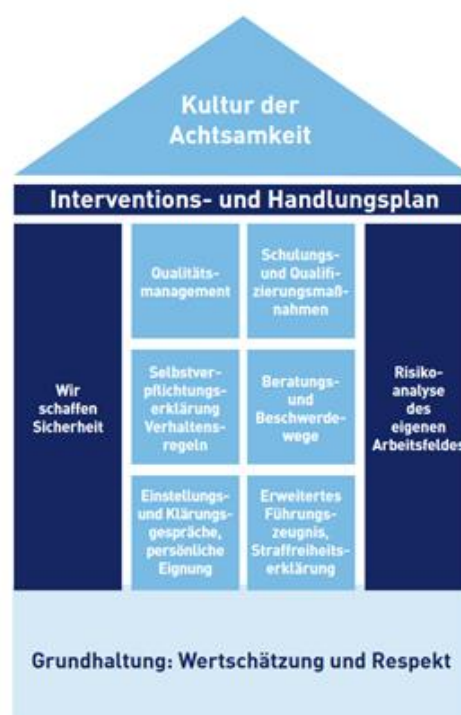 Kultur der
Achtsamkeit
Interventions- und Handlungsplan
Wir
schaffen
Sicherheit
Qualitäts-
management
Schulungs-
und Qualifi-
zierungsmaß-
nahmen
Selbstver-
pflichtungs-
erklärung
Verhaltens-
regeln
Beratungs-
und
Beschwerde-
wege
Einstellungs-
und Klärungs-
gespräche,
persönliche
Eignung
Erweitertes
Führungs-
zeugnis,
Straffreiheits-
erklärung
Risiko-
analyse
des
eigenen
Arbeitsfeldes
Grundhaltung: Wertschätzung und Respekt